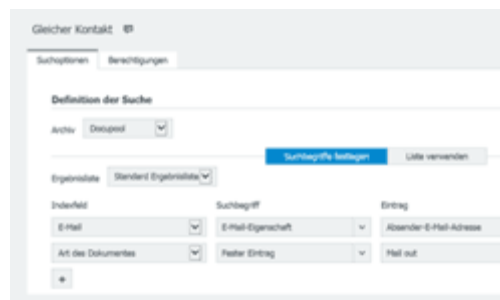 Gleicher Kontakt
Suchoptionen Berechtigungen
Definition der Suche
Archiv Docupool
Suchbegriffe festlegen Liste verwenden
Ergebnisliste Standard Ergebnisliste
Indexfeld Suchbegriff Eintrag
E-Mail E-Mail-Eigenschaft Absender-E-Mail-Adresse
Art des Dokumentes Fester Eintrag Mail out
+